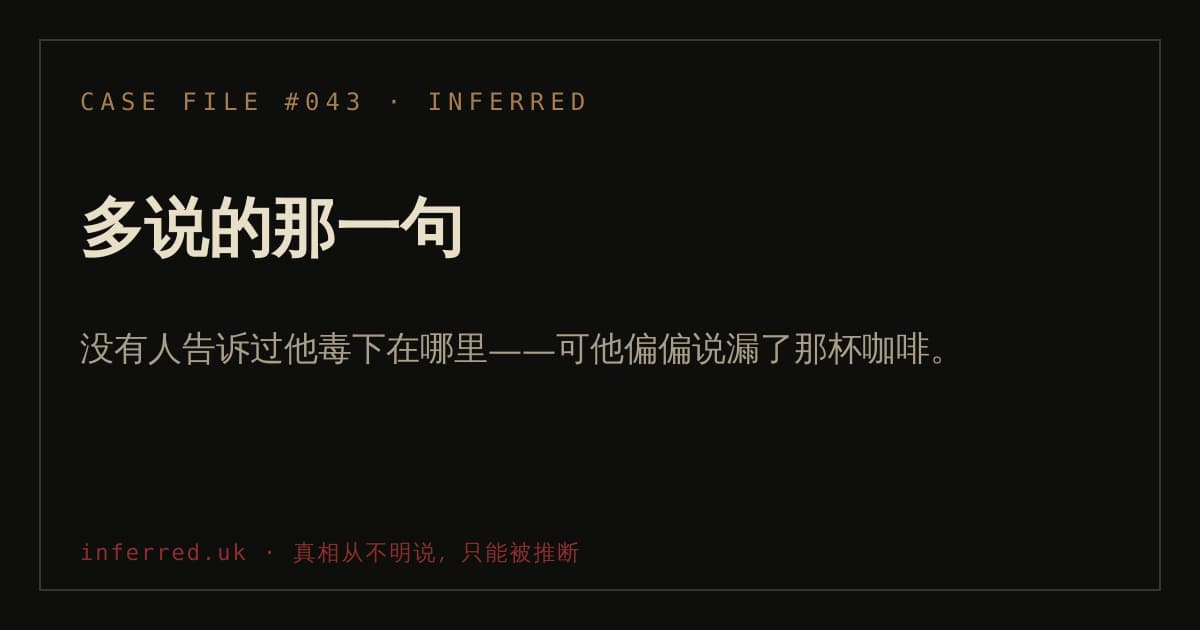 CASE FILE #043 · INFERRED
多说的那一句
没有人告诉过他毒下在哪里——可他偏偏说漏了那杯咖啡。
inferred.uk · 真相从不明说，只能被推断